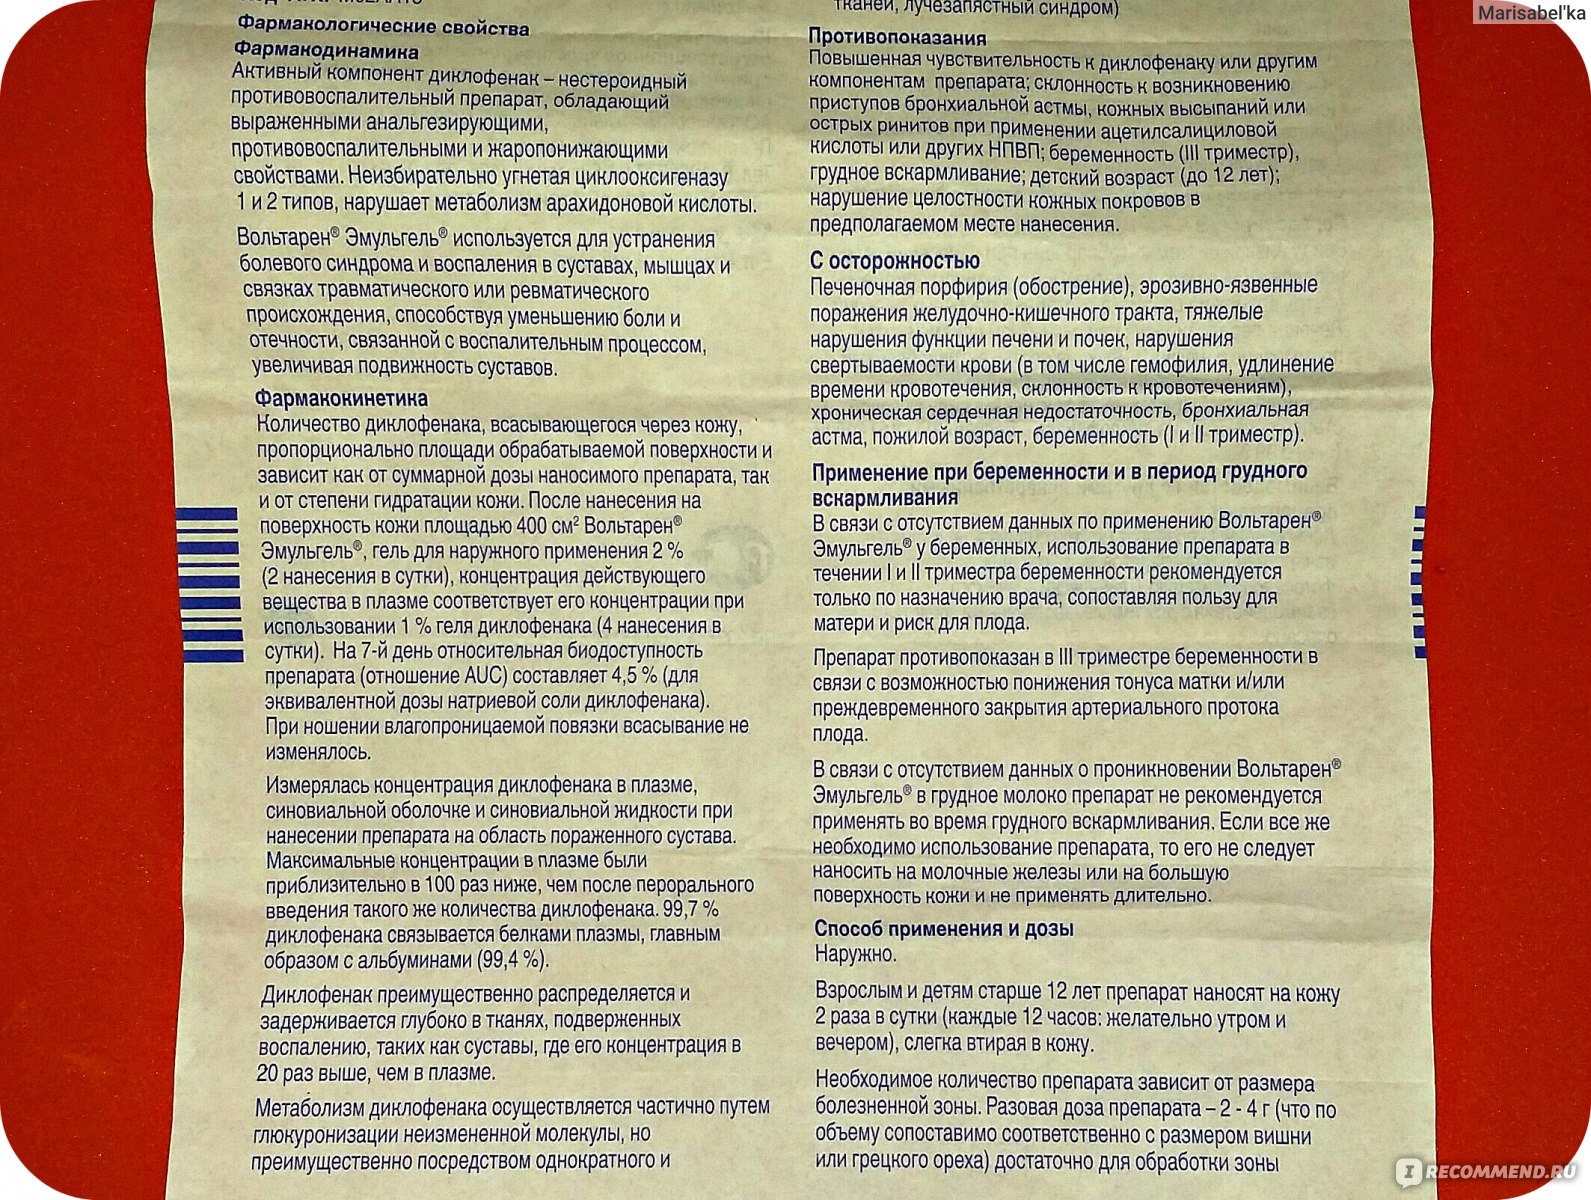 Фармакологические свойства
Фармакодинамика
Активный компонент диклофенак – нестероидный
противовоспалительный препарат, обладающий
выраженными анальгезирующими,
противовоспалительными и жаропонижающими
свойствами. Неизбирательно угнетая циклооксигеназу
1 и 2 типов, нарушает метаболизм арахидоновой кислоты.
Вольтарен® Эмульгель® используется для устранения
болевого синдрома и воспаления в суставах, мышцах и
связках травматического или ревматического
происхождения, способствуя уменьшению боли и
отечности, связанной с воспалительным процессом,
увеличивая подвижность суставов.
Фармакокинетика
Количество диклофенака, всасывающегося через кожу,
пропорционально площади обрабатываемой поверхности и
зависит как от суммарной дозы наносимого препарата, так
и от степени гидратации кожи. После нанесения на
поверхность кожи площадью 400 см² Вольтарен®
Эмульгель®, гель для наружного применения 2 %
(2 нанесения в сутки), концентрация действующего
вещества в плазме соответствует его концентрации при
использовании 1 % геля диклофенака (4 нанесения в
сутки). На 7-й день относительная биодоступность
препарата (отношение AUC) составляет 4,5 % (для
эквивалентной дозы натриевой соли диклофенака).
При ношении влагопроницаемой повязки всасывание не
изменялось.
Измерялась концентрация диклофенака в плазме,
синовиальной оболочке и синовиальной жидкости при
нанесении препарата на область пораженного сустава.
Максимальные концентрации в плазме были
приблизительно в 100 раз ниже, чем после перорального
введения такого же количества диклофенака. 99,7 %
диклофенака связывается белками плазмы, главным
образом с альбуминами (99,4 %).
Диклофенак преимущественно распределяется и
задерживается глубоко в тканях, подверженных
воспалению, таких как суставы, где его концентрация в
20 раз выше, чем в плазме.
Метаболизм диклофенака осуществляется частично путем
глюкуронизации неизмененной молекулы, но
преимущественно посредством однократного и
тканей, лучезапястный синдром)
Противопоказания
Повышенная чувствительность к диклофенаку или другим
компонентам препарата; склонность к возникновению
приступов бронхиальной астмы, кожных высыпаний или
острых ринитов при применении ацетилсалициловой
кислоты или других НПВП; беременность (III триместр),
грудное вскармливание; детский возраст (до 12 лет);
нарушение целостности кожных покровов в
предполагаемом месте нанесения.
С осторожностью
Печеночная порфирия (обострение), эрозивно-язвенные
поражения желудочно-кишечного тракта, тяжелые
нарушения функции печени и почек, нарушения
свертываемости крови (в том числе гемофилия, удлинение
времени кровотечения, склонность к кровотечениям),
хроническая сердечная недостаточность, бронхиальная
астма, пожилой возраст, беременность (I и II триместр).
Применение при беременности и в период грудного
вскармливания
В связи с отсутствием данных по применению Вольтарен®
Эмульгель® у беременных, использование препарата в
течении I и II триместра беременности рекомендуется
только по назначению врача, сопоставляя пользу для
матери и риск для плода.
Препарат противопоказан в III триместре беременности в
связи с возможностью понижения тонуса матки и/или
преждевременного закрытия артериального протока
плода.
В связи с отсутствием данных о проникновении Вольтарен®
Эмульгель® в грудное молоко препарат не рекомендуется
применять во время грудного вскармливания. Если все же
необходимо использование препарата, то его не следует
наносить на молочные железы или на большую
поверхность кожи и не применять длительно.
Способ применения и дозы
Наружно.
Взрослым и детям старше 12 лет препарат наносят на кожу
2 раза в сутки (каждые 12 часов: желательно утром и
вечером), слегка втирая в кожу.
Необходимое количество препарата зависит от размера
болезненной зоны. Разовая доза препарата – 2 - 4 г (что по
объему сопоставимо соответственно с размером вишни
или грецкого ореха) достаточно для обработки зоны
Marisabel'ka
I RECOMMEND.RU